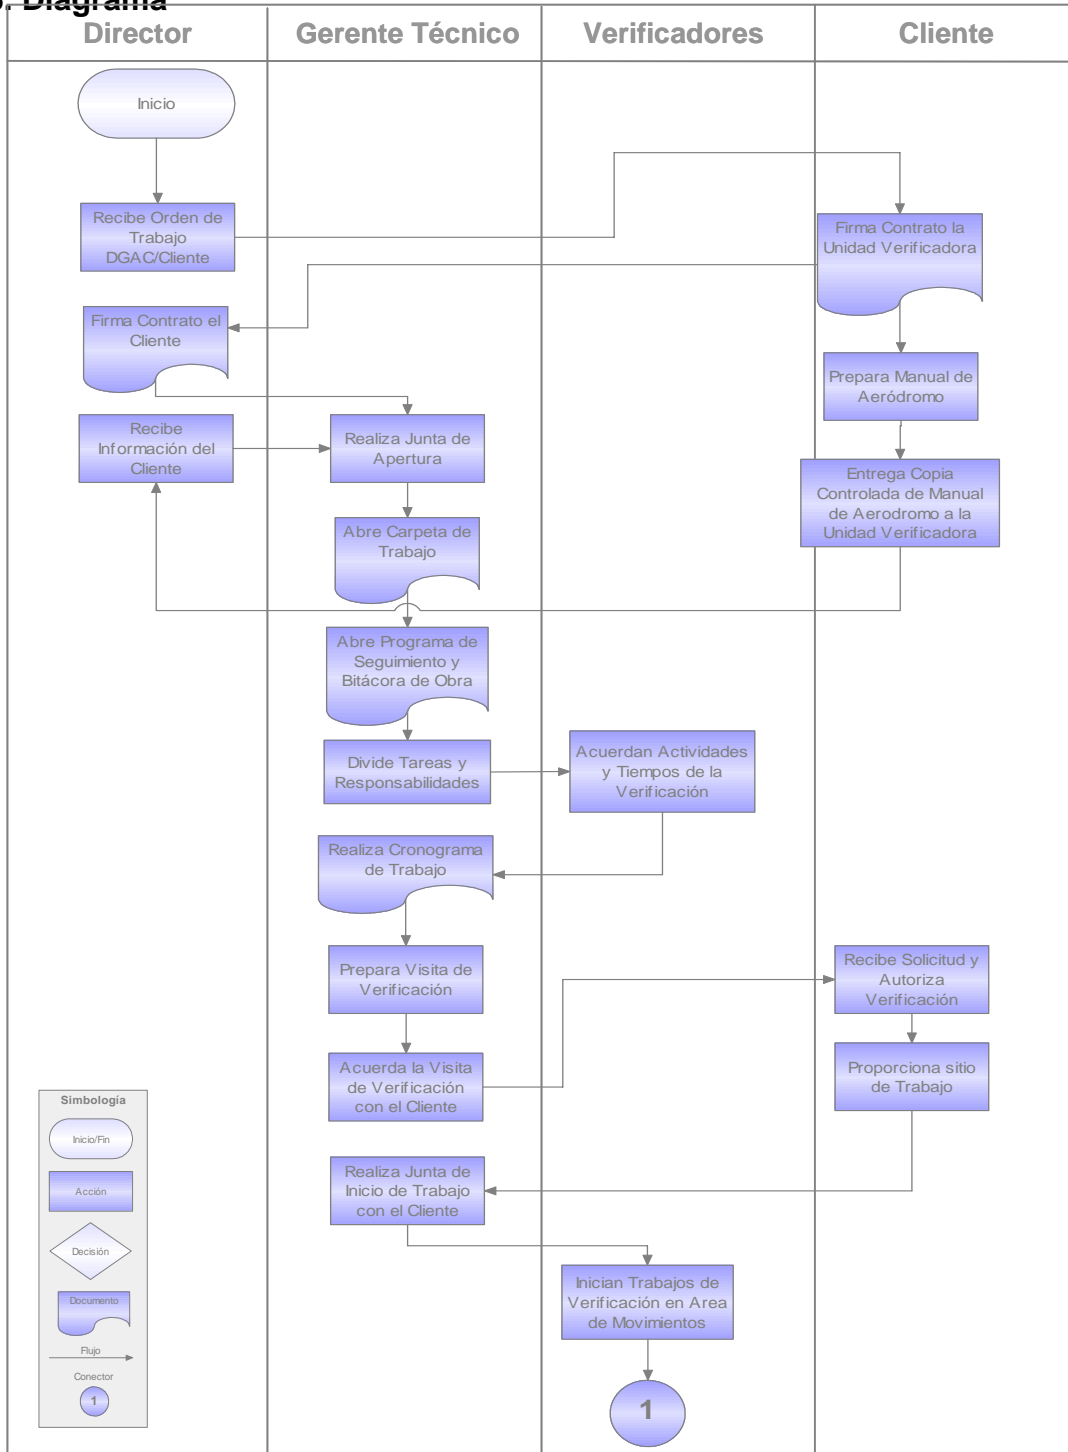 . Diagrama
Director
Gerente Técnico
Verificadores
Cliente
Inicio
Recibe Orden de
Trabajo
DGAC/Cliente
Firma Contrato la
Unidad Verificadora
Firma Contrato el
Cliente
Prepara Manual de
Aeródromo
Recibe
Información del
Cliente
Realiza Junta de
Apertura
Entrega Copia
Controlada de Manual
de Aerodromo a la
Unidad Verificadora
Abre Carpeta de
Trabajo
Abre Programa de
Seguimiento y
Bitácora de Obra
Divide Tareas y
Responsabilidades
Acuerdan Actividades
y Tiempos de la
Verificación
Realiza Cronograma
de Trabajo
Prepara Visita de
Verificación
Recibe Solicitud y
Autoriza
Verificación
Acuerda la Visita
de Verificación
con el Cliente
Proporciona sitio
de Trabajo
Realiza Junta de
Inicio de Trabajo
con el Cliente
Inician Trabajos de
Verificación en Area
de Movimientos
1
Simbología
Inicio/Fin
Acción
Decisión
Documento
Flujo
Conector
1